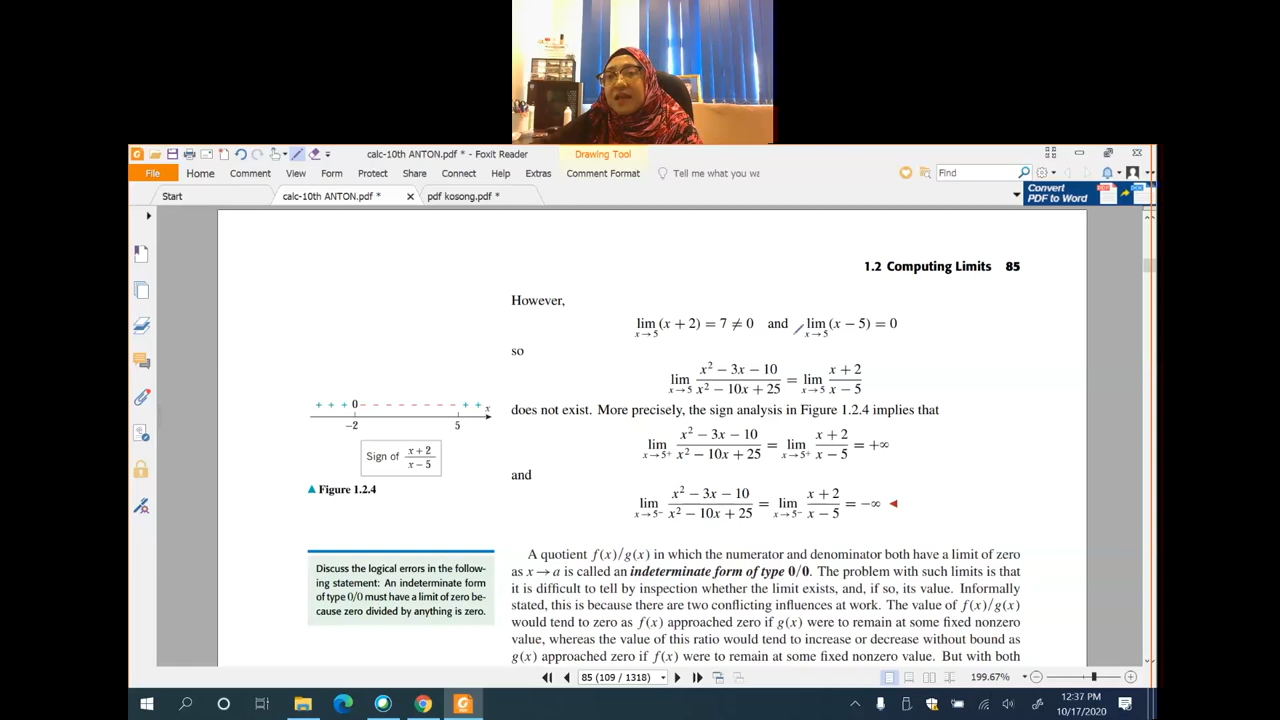 calc-10th ANTON.pdf * - Foxit Reader
Drawing Tool
File
Home
Comment
View
Form
Protect
Share
Connect
Help
Extras
Comment Format
Tell me what you wa
Find
Start
calc-10th ANTON.pdf *
pdf kosong.pdf *
Convert
PDF to Word
1.2 Computing Limits 85
However,
lim x→5 (x + 2) = 7 ≠ 0 and lim x→5 (x − 5) = 0
so
lim x→5 (x² − 3x − 10)/(x² − 10x + 25) = lim x→5 (x + 2)/(x − 5)
does not exist. More precisely, the sign analysis in Figure 1.2.4 implies that
lim x→5⁺ (x² − 3x − 10)/(x² − 10x + 25) = lim x→5⁺ (x + 2)/(x − 5) = +∞
and
lim x→5⁻ (x² − 3x − 10)/(x² − 10x + 25) = lim x→5⁻ (x + 2)/(x − 5) = −∞
+ + + 0 − − − − − − − − − + + x
−2 5
Sign of (x + 2)/(x − 5)
▲ Figure 1.2.4
Discuss the logical errors in the follow-
ing statement: An indeterminate form
of type 0/0 must have a limit of zero be-
cause zero divided by anything is zero.
A quotient f(x)/g(x) in which the numerator and denominator both have a limit of zero
as x → a is called an indeterminate form of type 0/0. The problem with such limits is that
it is difficult to tell by inspection whether the limit exists, and, if so, its value. Informally
stated, this is because there are two conflicting influences at work. The value of f(x)/g(x)
would tend to zero as f(x) approached zero if g(x) were to remain at some fixed nonzero
value, whereas the value of this ratio would tend to increase or decrease without bound as
g(x) approached zero if f(x) were to remain at some fixed nonzero value. But with both
85 (109 / 1318)
199.67%
12:37 PM
10/17/2020